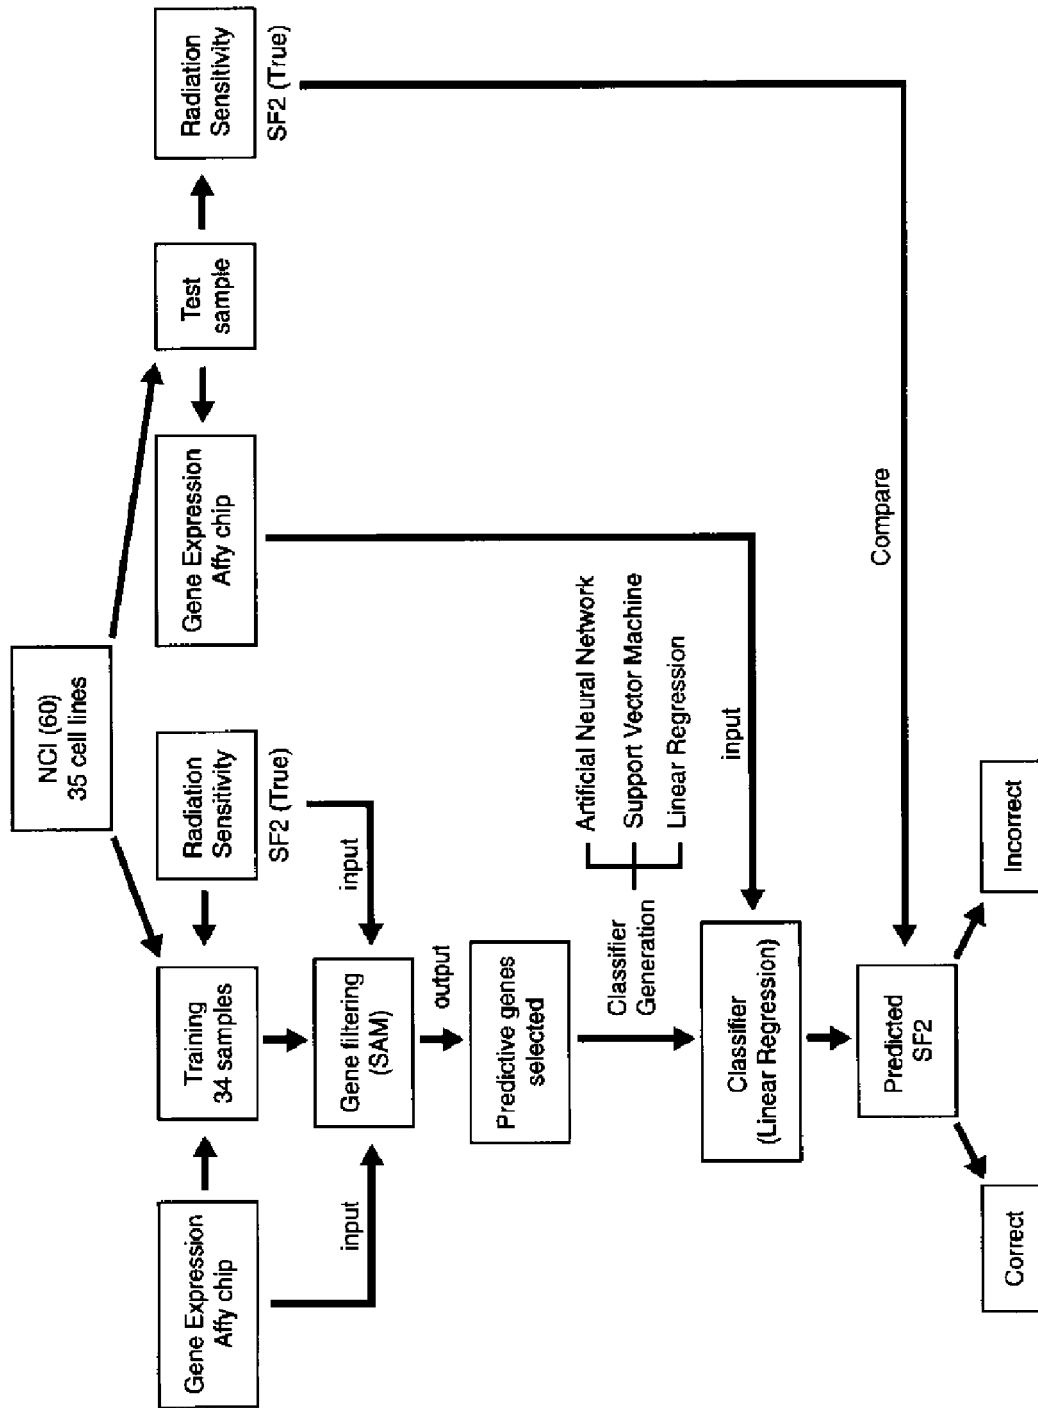 NCI (60)
35 cell lines
Gene Expression
Affy chip
Training
34 samples
Radiation
Sensitivity
SF2 (True)
Gene Expression
Affy chip
Test
sample
Radiation
Sensitivity
SF2 (True)
input
Gene filtering
(SAM)
input
output
Predictive genes
selected
Classifier
Generation
Artificial Neural Network
Support Vector Machine
Linear Regression
Classifier
(Linear Regression)
input
Predicted
SF2
Compare
Correct
Incorrect